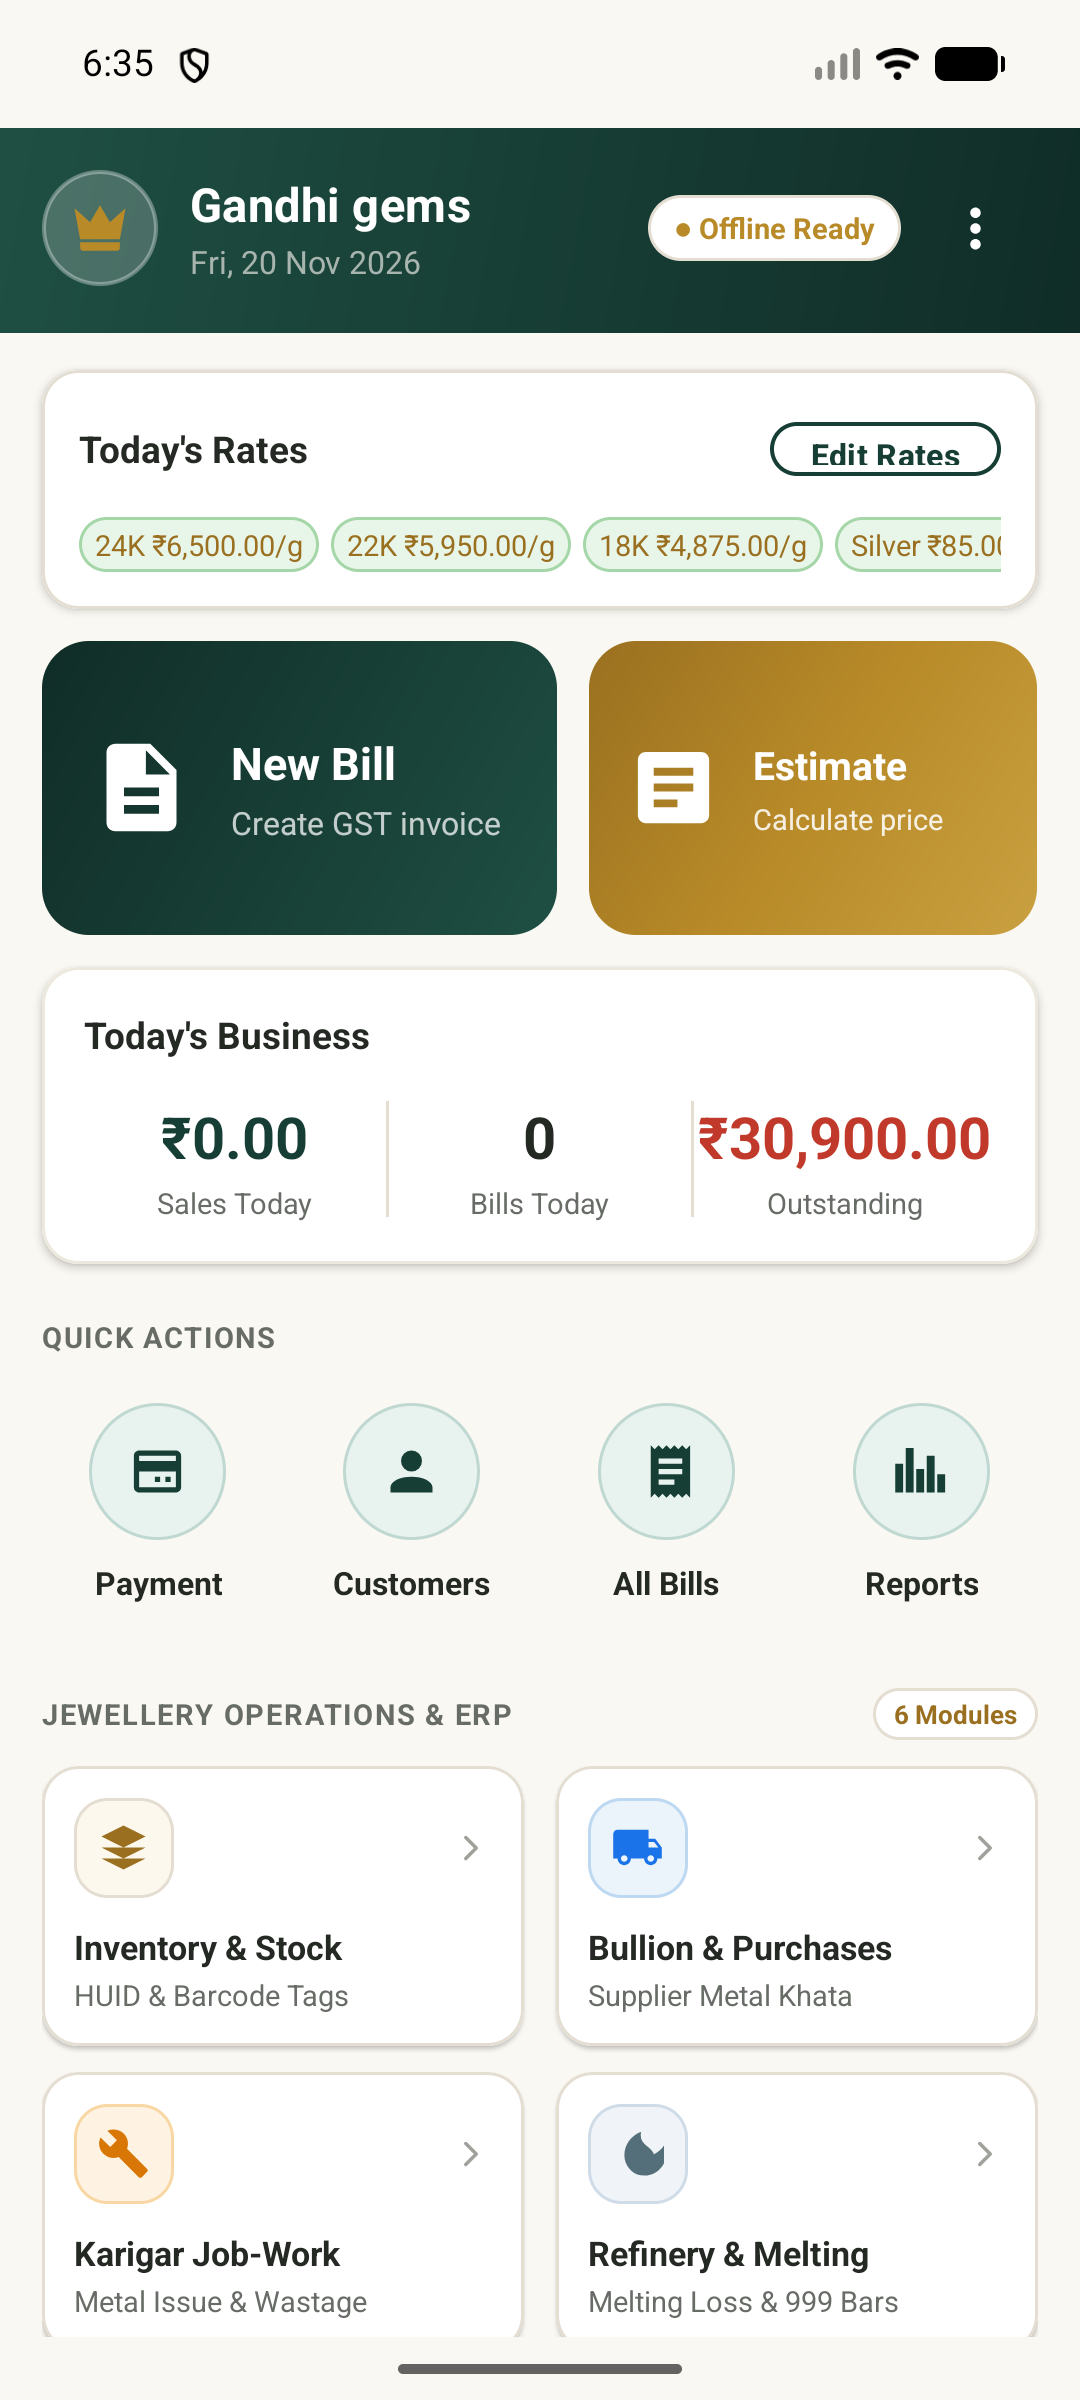 6:35
Gandhi gems
Fri, 20 Nov 2026
Offline Ready
Today's Rates
Edit Rates
24K ₹6,500.00/g
22K ₹5,950.00/g
18K ₹4,875.00/g
Silver ₹85.00
New Bill
Create GST invoice
Estimate
Calculate price
Today's Business
₹0.00
Sales Today
0
Bills Today
₹30,900.00
Outstanding
QUICK ACTIONS
Payment
Customers
All Bills
Reports
JEWELLERY OPERATIONS & ERP
6 Modules
Inventory & Stock
HUID & Barcode Tags
Bullion & Purchases
Supplier Metal Khata
Karigar Job-Work
Metal Issue & Wastage
Refinery & Melting
Melting Loss & 999 Bars